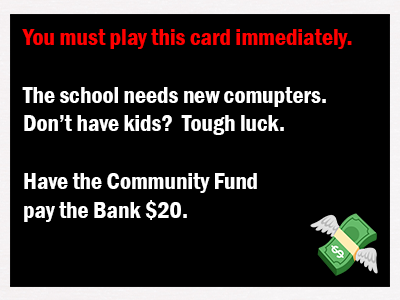 You must play this card immediately.
The school needs new comupters.
Don't have kids?  Tough luck.
Have the Community Fund
pay the Bank $20.
$